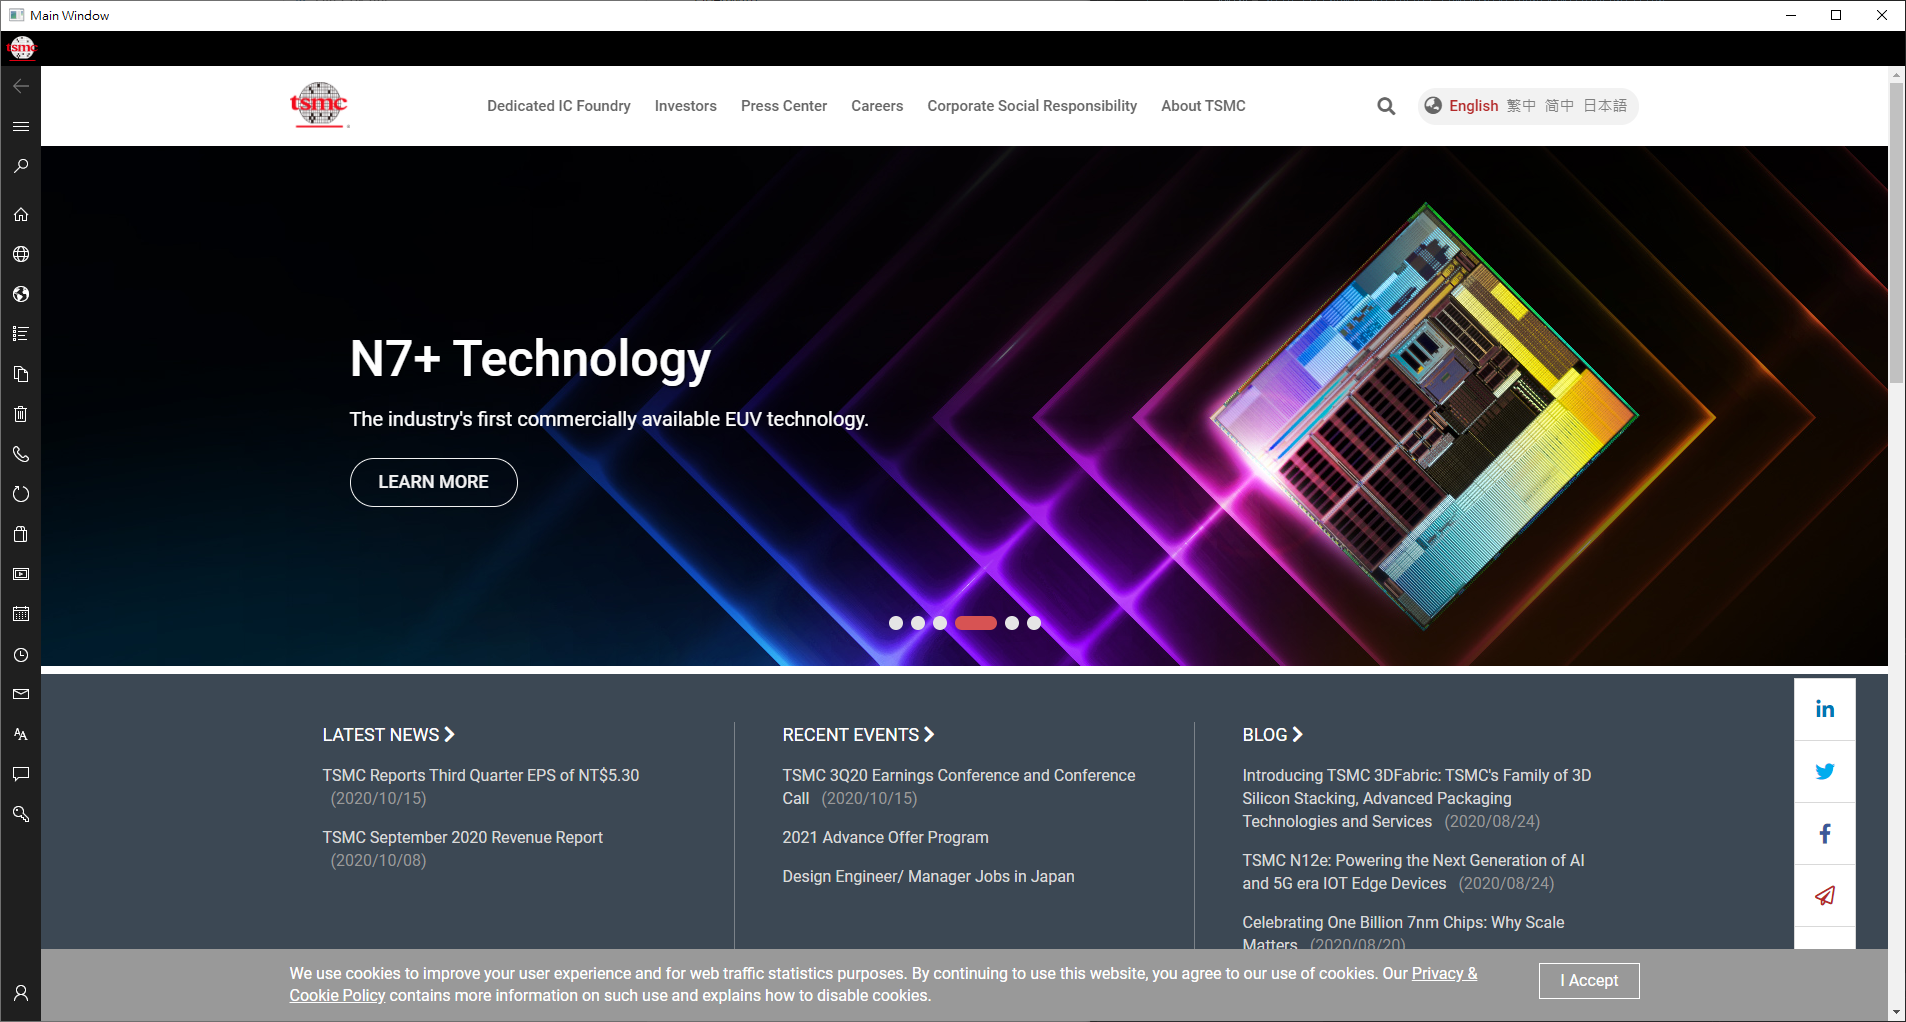 Main Window
tsmc
tsmc
Dedicated IC Foundry Investors Press Center Careers Corporate Social Responsibility About TSMC
English 繁中 简中 日本語
N7+ Technology
The industry's first commercially available EUV technology.
LEARN MORE
LATEST NEWS
TSMC Reports Third Quarter EPS of NT$5.30
(2020/10/15)
TSMC September 2020 Revenue Report
(2020/10/08)
RECENT EVENTS
TSMC 3Q20 Earnings Conference and Conference
Call (2020/10/15)
2021 Advance Offer Program
Design Engineer/ Manager Jobs in Japan
BLOG
Introducing TSMC 3DFabric: TSMC's Family of 3D
Silicon Stacking, Advanced Packaging
Technologies and Services (2020/08/24)
TSMC N12e: Powering the Next Generation of AI
and 5G era IOT Edge Devices (2020/08/24)
Celebrating One Billion 7nm Chips: Why Scale
Matters (2020/08/20)
in
We use cookies to improve your user experience and for web traffic statistics purposes. By continuing to use this website, you agree to our use of cookies. Our Privacy &
Cookie Policy contains more information on such use and explains how to disable cookies.
I Accept